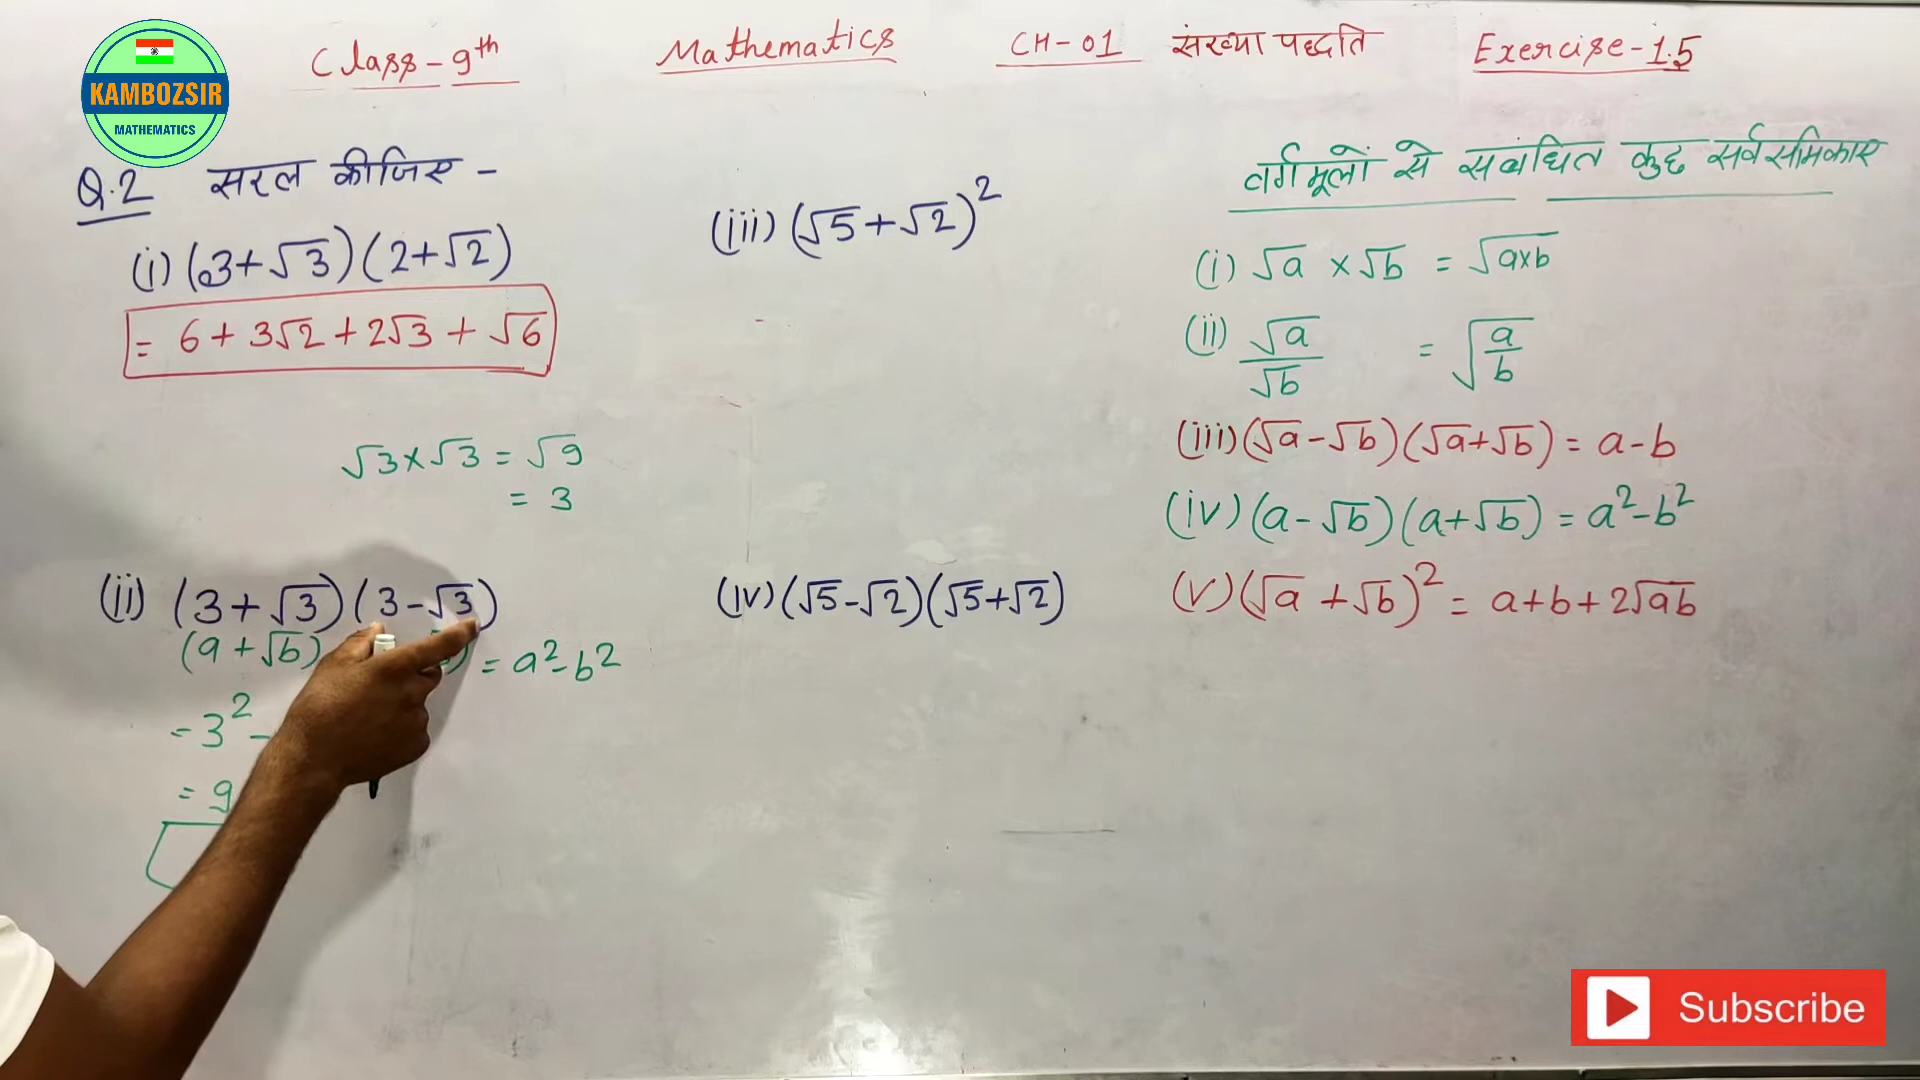 KAMBOZSIR
MATHEMATICS
Class-9th Mathematics CH-01 संख्या पद्धति Exercise-1.5
Q.2 सरल कीजिए -
(i) (3+√3)(2+√2)
= 6+3√2+2√3+√6
√3×√3 = √9
= 3
(ii) (3+√3)(3-√3)
(a+√b) = a²-b²
= 3² -
= 9
(iii) (√5+√2)²
(iv) (√5-√2)(√5+√2)
वर्गमूलों से सबंधित कुछ सर्वसमिकाए
(i) √a × √b = √a×b
(ii) √a/√b = √a/b
(iii) (√a-√b)(√a+√b) = a-b
(iv) (a-√b)(a+√b) = a²-b²
(v) (√a+√b)² = a+b+2√ab
Subscribe